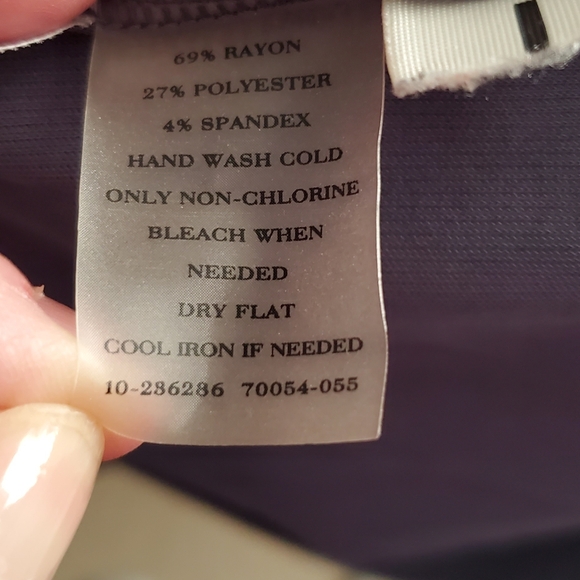 69% RAYON
27% POLYESTER
4% SPANDEX
HAND WASH COLD
ONLY NON-CHLORINE
BLEACH WHEN
NEEDED
DRY FLAT
COOL IRON IF NEEDED
10-286286 70054-055